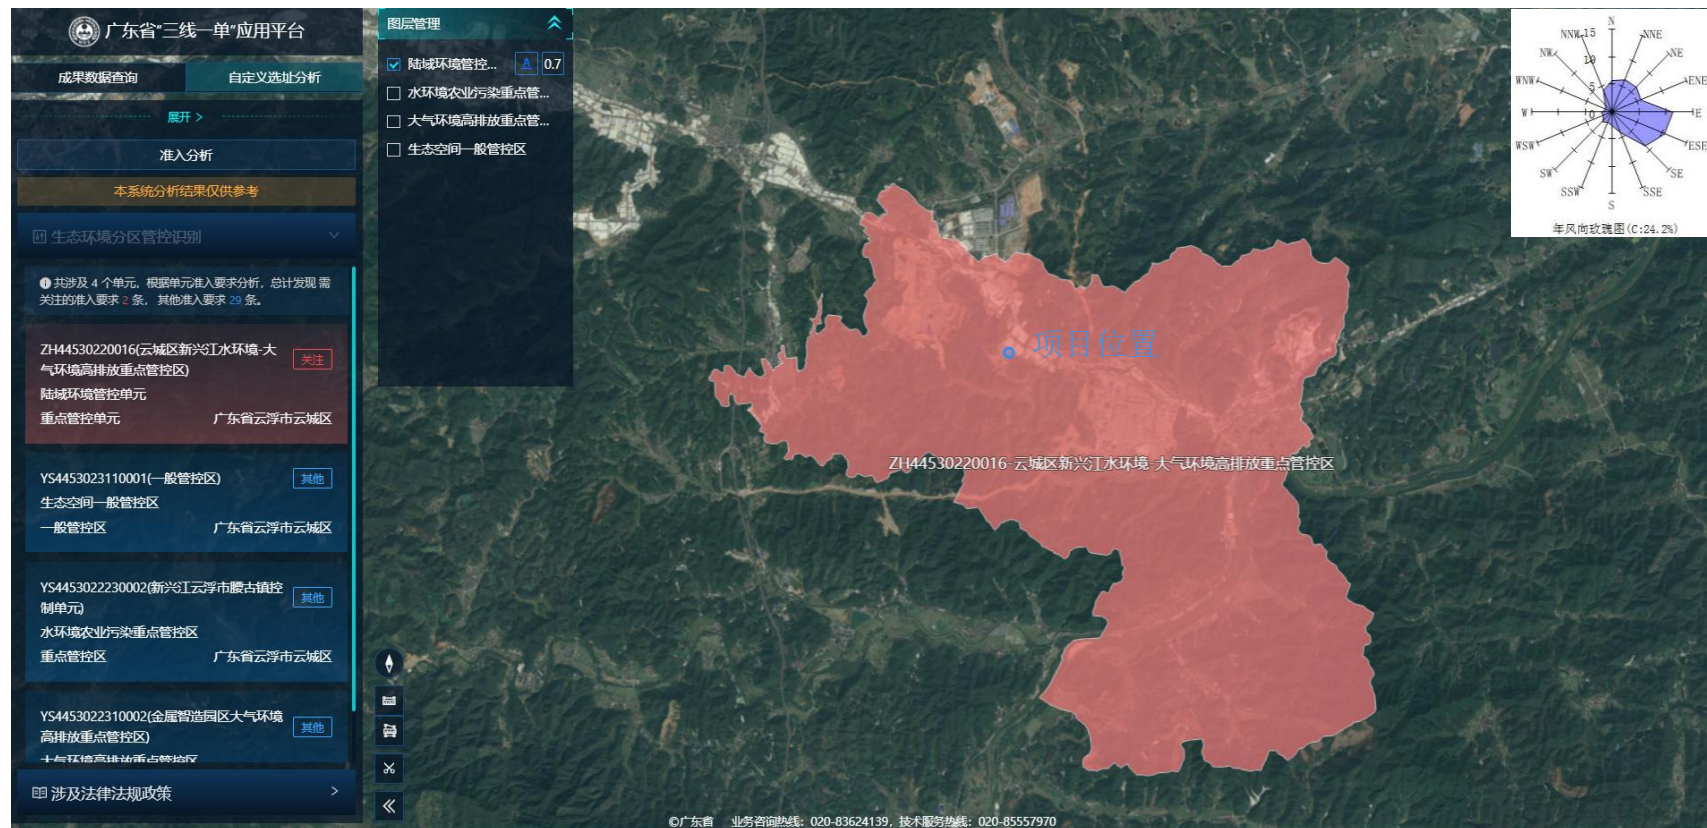 广东省“三线一单”应用平台
成果数据查询
自定义选址分析
展开 >
准入分析
本系统分析结果仅供参考
生态环境分区管控识别
共涉及 4 个单元，根据单元准入要求分析，总计发现 需
关注的准入要求 2 条， 其他准入要求 29 条。
ZH44530220016(云城区新兴江水环境-大
气环境高排放重点管控区)
关注
陆域环境管控单元
重点管控单元
广东省云浮市云城区
YS4453023110001(一般管控区)
其他
生态空间一般管控区
一般管控区
广东省云浮市云城区
YS4453022230002(新兴江云浮市腰古镇控
制单元)
其他
水环境农业污染重点管控区
重点管控区
广东省云浮市云城区
YS4453022310002(金属智造园区大气环境
高排放重点管控区)
其他
大气环境高排放重点管控区
涉及法律法规政策 >
图层管理
陆域环境管控...
A
0.7
水环境农业污染重点管...
大气环境高排放重点管...
生态空间一般管控区
项目位置
ZH44530220016-云城区新兴江水环境-大气环境高排放重点管控区
©广东省 业务咨询热线：020-83624139，技术服务热线：020-85557970
N
NNW
15
NNE
NW
10
NE
WNW
5
ENE
W
0
E
WSW
ESE
SW
SE
SSW
SSE
S
年风向玫瑰图(C:24.2%)